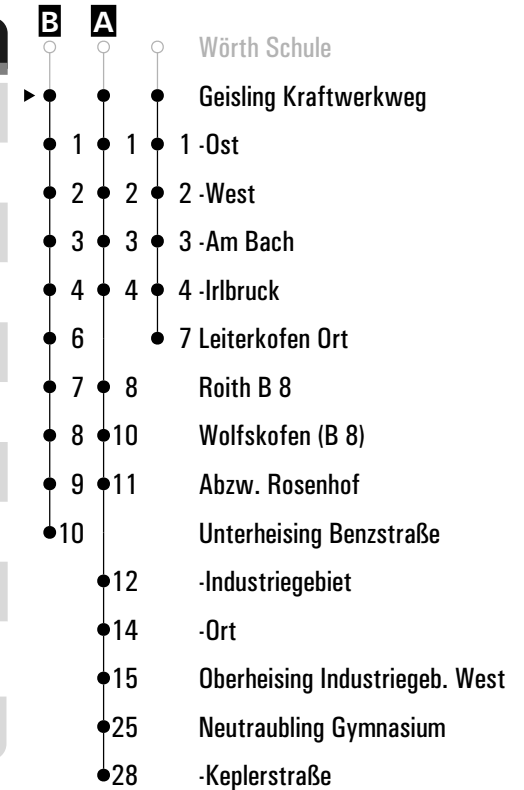 B A
Wörth Schule
Geisling Kraftwerkweg
1 1 1 -Ost
2 2 2 -West
3 3 3 -Am Bach
4 4 4 -Irlbruck
6 7 Leiterkofen Ort
7 8 Roith B 8
8 10 Wolfskofen (B 8)
9 11 Abzw. Rosenhof
10 Unterheising Benzstraße
12 -Industriegebiet
14 -Ort
15 Oberheising Industriegeb. West
25 Neutraubling Gymnasium
28 -Keplerstraße